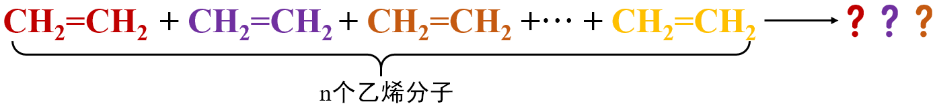 CH₂=CH₂ + CH₂=CH₂ + CH₂=CH₂ +⋯ + CH₂=CH₂ ⟶ ? ? ?
n个乙烯分子